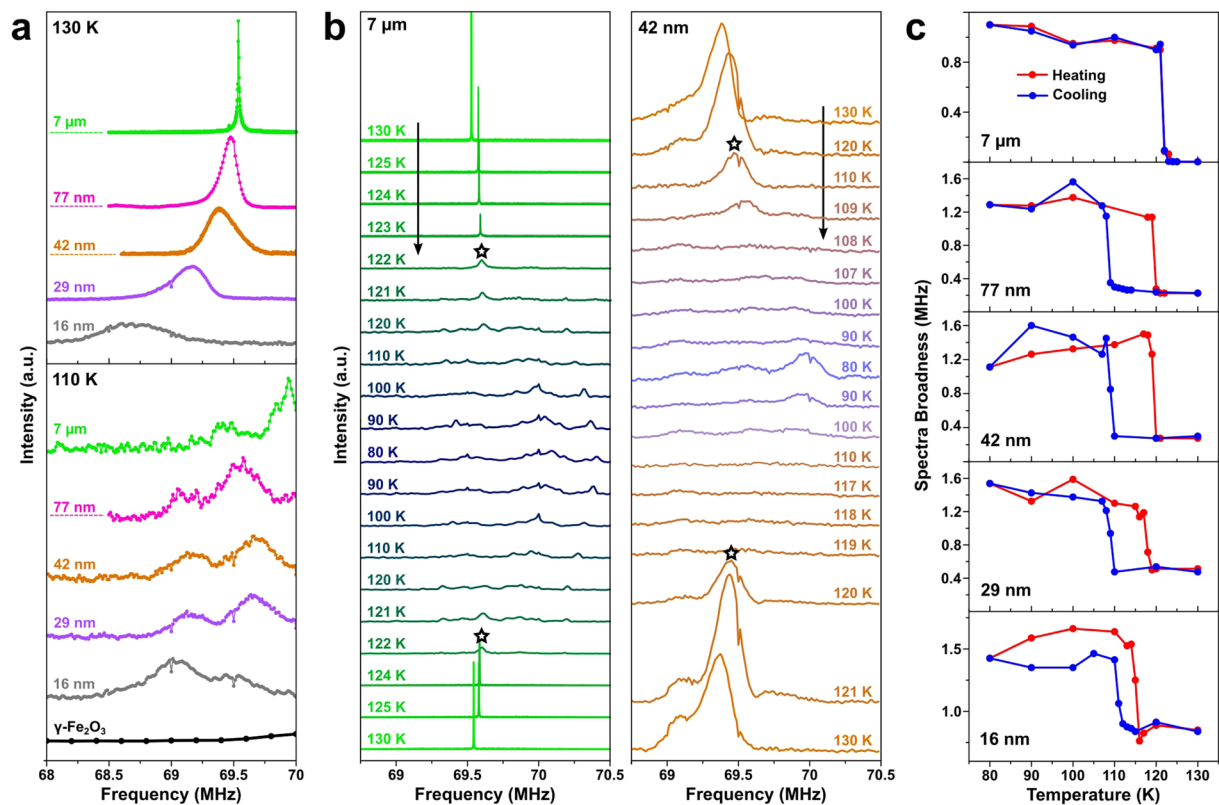 a
130 K
7 µm
77 nm
42 nm
29 nm
16 nm
110 K
7 µm
77 nm
42 nm
29 nm
16 nm
γ-Fe₂O₃
Intensity (a.u.)
68 68.5 69 69.5 70
Frequency (MHz)
b
7 µm
130 K
125 K
124 K
123 K
122 K
121 K
120 K
110 K
100 K
90 K
80 K
90 K
100 K
110 K
120 K
121 K
122 K
124 K
125 K
130 K
Intensity (a.u.)
69 69.5 70 70.5
Frequency (MHz)
42 nm
130 K
120 K
110 K
109 K
108 K
107 K
100 K
90 K
80 K
90 K
100 K
110 K
117 K
118 K
119 K
120 K
121 K
130 K
69 69.5 70 70.5
Frequency (MHz)
c
Heating
Cooling
7 µm
0.8
0.4
77 nm
1.6
1.2
0.8
0.4
42 nm
1.6
1.2
0.8
0.4
29 nm
1.6
1.2
0.8
0.4
16 nm
1.5
1.0
Spectra Broadness (MHz)
80 90 100 110 120 130
Temperature (K)